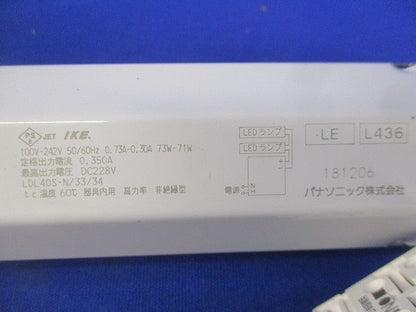 PS
E
JET IKE.
100V-242V 50/60Hz 0.73A-0.30A 73W-71W
定格出力電流 0.350A
最高出力電圧 DC228V
LDL40S・N/33/34
tc温度 60℃ 器具内用 高力率 非絶縁型
LEDランプ
LEDランプ
電源
LE L436
181206
パナソニック株式会社